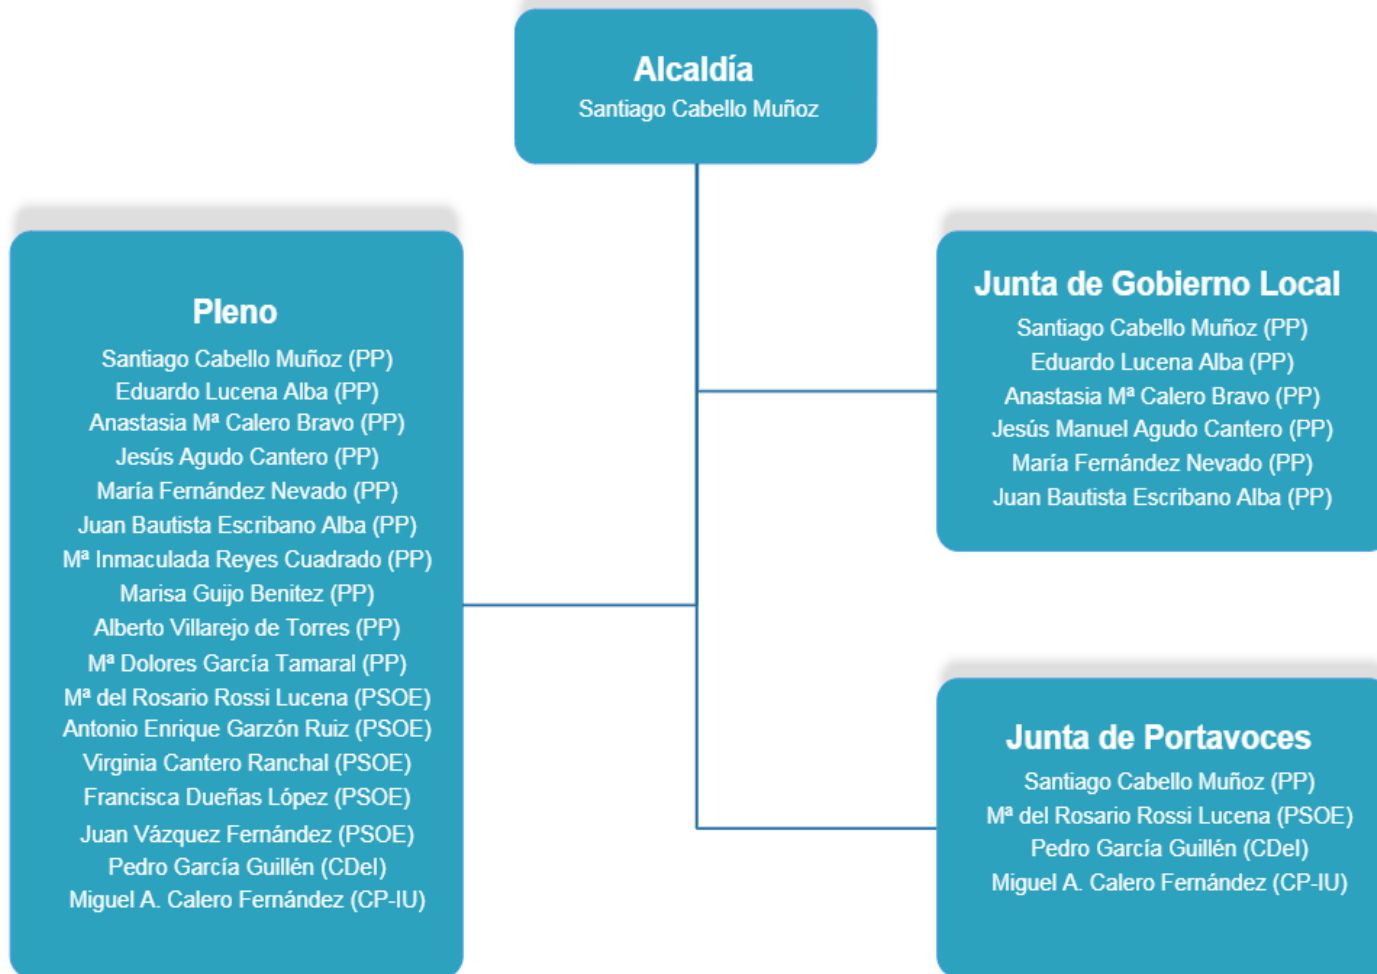 Alcaldía
Santiago Cabello Muñoz
Pleno
Santiago Cabello Muñoz (PP)
Eduardo Lucena Alba (PP)
Anastasia Mª Calero Bravo (PP)
Jesús Agudo Cantero (PP)
María Fernández Nevado (PP)
Juan Bautista Escribano Alba (PP)
Mª Inmaculada Reyes Cuadrado (PP)
Marisa Guijo Benitez (PP)
Alberto Villarejo de Torres (PP)
Mª Dolores García Tamaral (PP)
Mª del Rosario Rossi Lucena (PSOE)
Antonio Enrique Garzón Ruiz (PSOE)
Virginia Cantero Ranchal (PSOE)
Francisca Dueñas López (PSOE)
Juan Vázquez Fernández (PSOE)
Pedro García Guillén (CDeI)
Miguel A. Calero Fernández (CP-IU)
Junta de Gobierno Local
Santiago Cabello Muñoz (PP)
Eduardo Lucena Alba (PP)
Anastasia Mª Calero Bravo (PP)
Jesús Manuel Agudo Cantero (PP)
María Fernández Nevado (PP)
Juan Bautista Escribano Alba (PP)
Junta de Portavoces
Santiago Cabello Muñoz (PP)
Mª del Rosario Rossi Lucena (PSOE)
Pedro García Guillén (CDeI)
Miguel A. Calero Fernández (CP-IU)